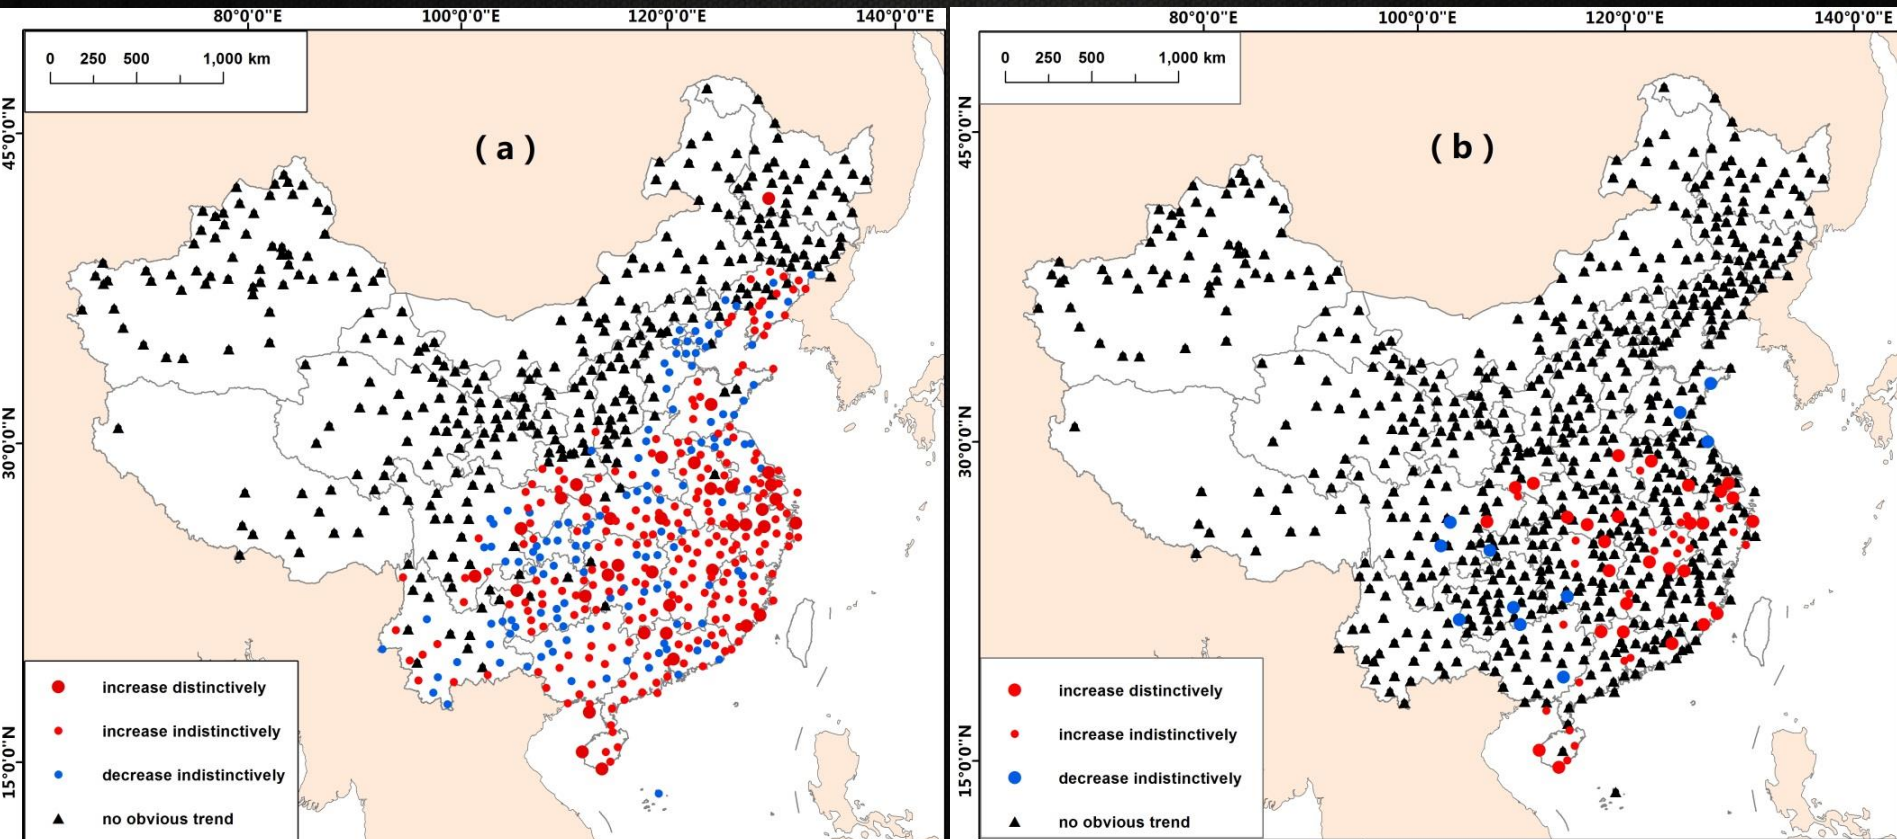 80°0'0"E 100°0'0"E 120°0'0"E 140°0'0"E
0 250 500 1,000 km
( a )
45°0'0"N
30°0'0"N
15°0'0"N
increase distinctively
increase indistinctively
decrease indistinctively
no obvious trend
80°0'0"E 100°0'0"E 120°0'0"E 140°0'0"E
0 250 500 1,000 km
( b )
45°0'0"N
30°0'0"N
15°0'0"N
increase distinctively
increase indistinctively
decrease indistinctively
no obvious trend